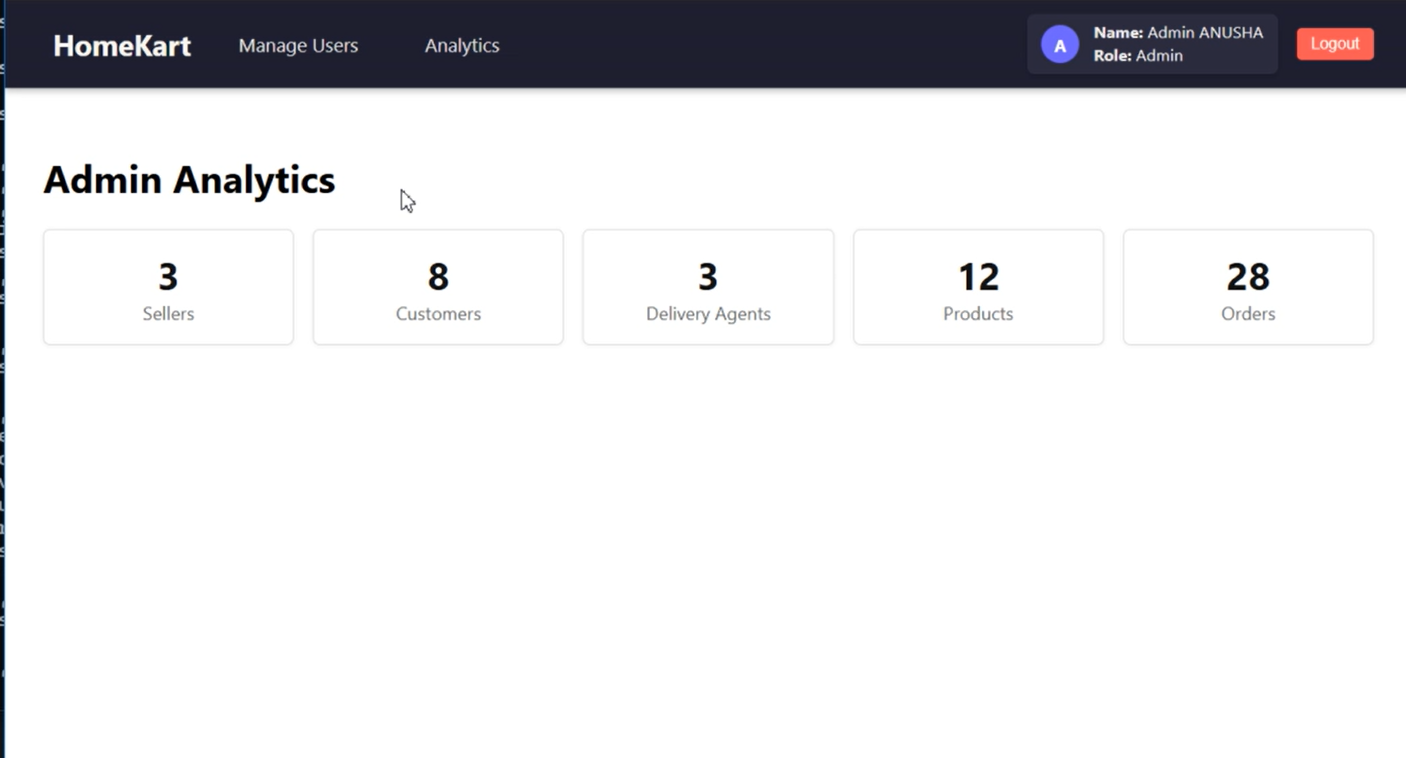 HomeKart
Manage Users
Analytics
A
Name: Admin ANUSHA
Role: Admin
Logout
Admin Analytics
3
Sellers
8
Customers
3
Delivery Agents
12
Products
28
Orders